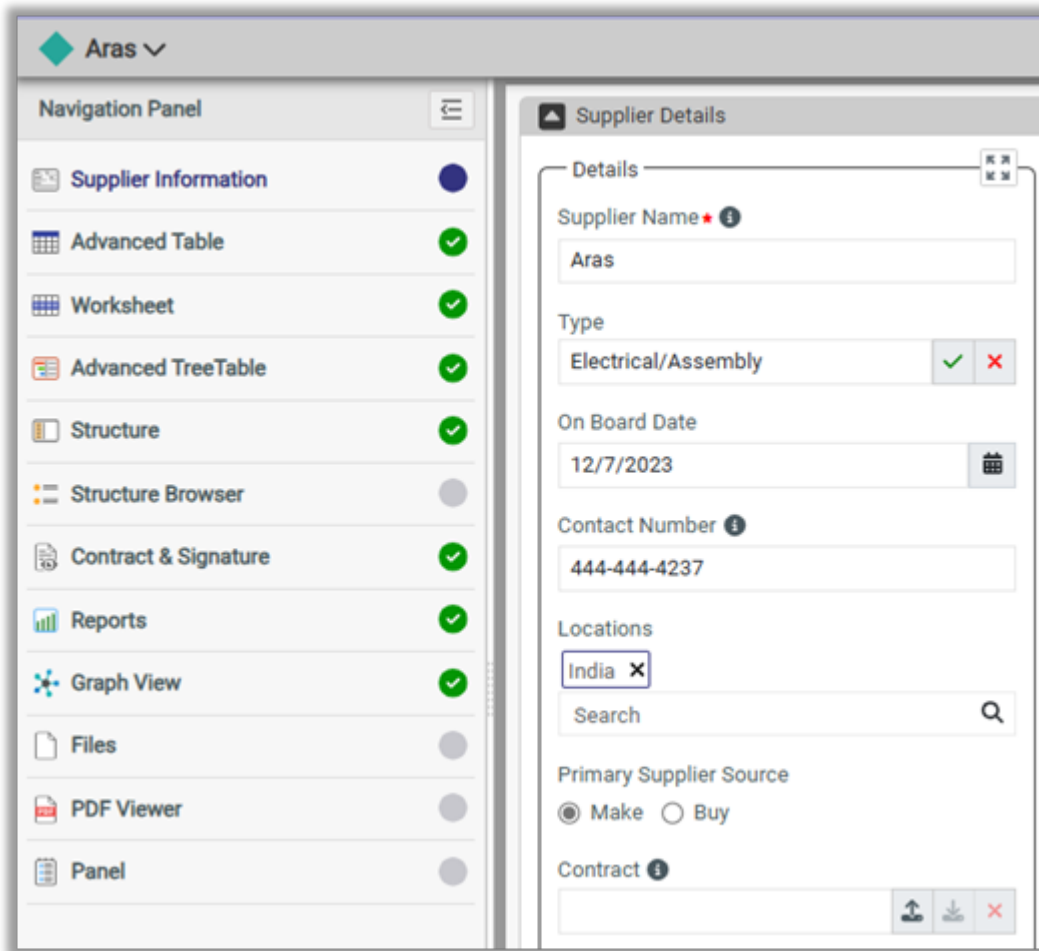 Aras
Navigation Panel
Supplier Information
Advanced Table
Worksheet
Advanced TreeTable
Structure
Structure Browser
Contract & Signature
Reports
Graph View
Files
PDF Viewer
Panel
Supplier Details
Details
Supplier Name
Aras
Type
Electrical/Assembly
On Board Date
12/7/2023
Contact Number
444-444-4237
Locations
India
Search
Primary Supplier Source
Make Buy
Contract